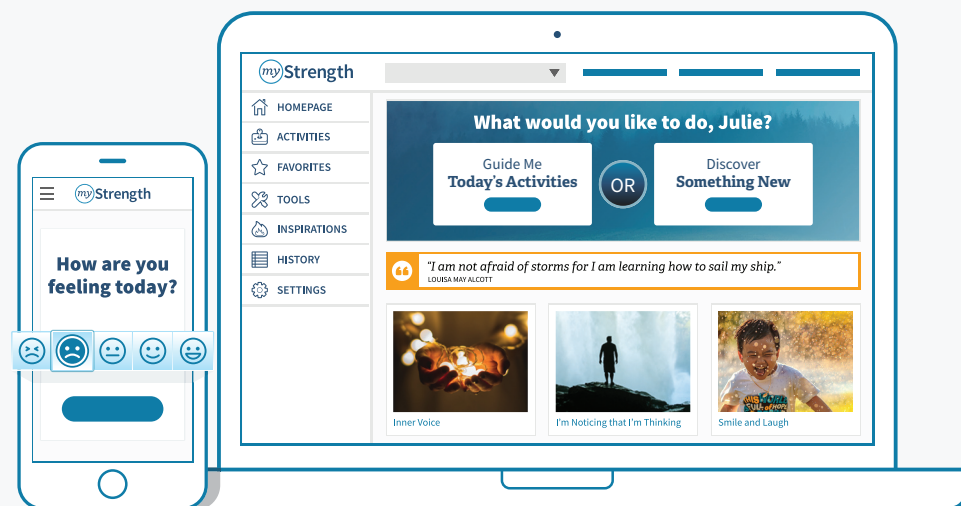 myStrength
How are you
feeling today?
myStrength
HOMEPAGE
ACTIVITIES
FAVORITES
TOOLS
INSPIRATIONS
HISTORY
SETTINGS
What would you like to do, Julie?
Guide Me
Today's Activities
OR
Discover
Something New
“I am not afraid of storms for I am learning how to sail my ship.”
LOUISA MAY ALCOTT
Inner Voice
I'm Noticing that I'm Thinking
Smile and Laugh